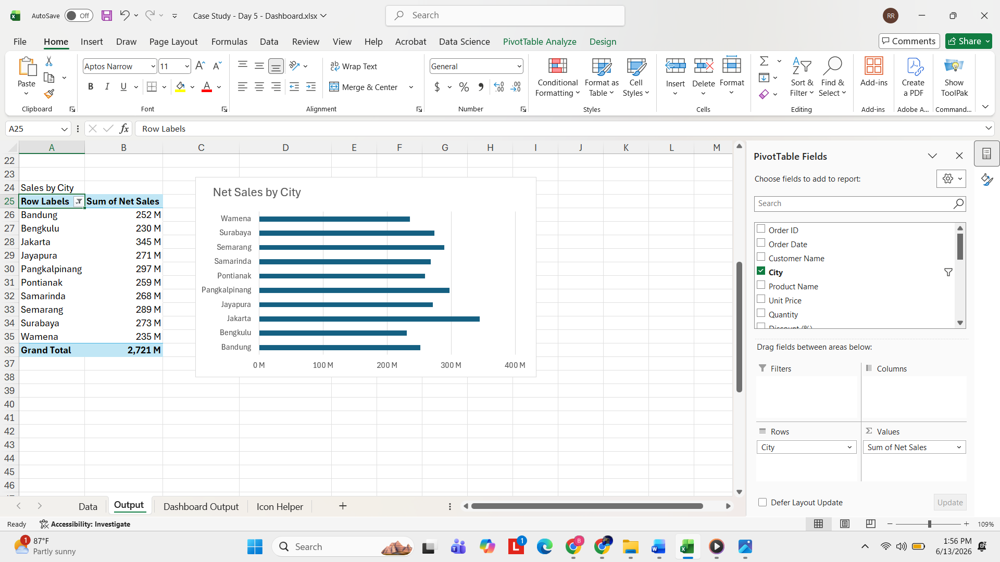 AutoSave Off Case Study - Day 5 - Dashboard.xlsx Search RR
File Home Insert Draw Page Layout Formulas Data Review View Help Acrobat Data Science PivotTable Analyze Design Comments Share
Paste
Clipboard
Aptos Narrow 11
B I U
Font
Wrap Text
Merge & Center
Alignment
General
$ %
Number
Conditional Formatting
Format as Table
Cell Styles
Styles
Insert Delete Format
Cells
Sort & Filter
Find & Select
Editing
Add-ins
Add-ins
Create a PDF
Adobe A...
Show ToolPak
Command...
A25 fx Row Labels
A B C D E F G H I J K L M
22
23
24 Sales by City
25 Row Labels Sum of Net Sales
26 Bandung 252 M
27 Bengkulu 230 M
28 Jakarta 345 M
29 Jayapura 271 M
30 Pangkalpinang 297 M
31 Pontianak 259 M
32 Samarinda 268 M
33 Semarang 289 M
34 Surabaya 273 M
35 Wamena 235 M
36 Grand Total 2,721 M
37
38
39
40
41
42
43
44
45
46
Net Sales by City
Wamena
Surabaya
Semarang
Samarinda
Pontianak
Pangkalpinang
Jayapura
Jakarta
Bengkulu
Bandung
0 M 100 M 200 M 300 M 400 M
PivotTable Fields
Choose fields to add to report:
Search
Order ID
Order Date
Customer Name
City
Product Name
Unit Price
Quantity
Discount (%)
Drag fields between areas below:
Filters Columns
Rows Values
City Sum of Net Sales
Defer Layout Update Update
Data Output Dashboard Output Icon Helper
Ready Accessibility: Investigate 109%
1 87°F
Partly sunny
Search
1
B
1:56 PM
6/13/2026